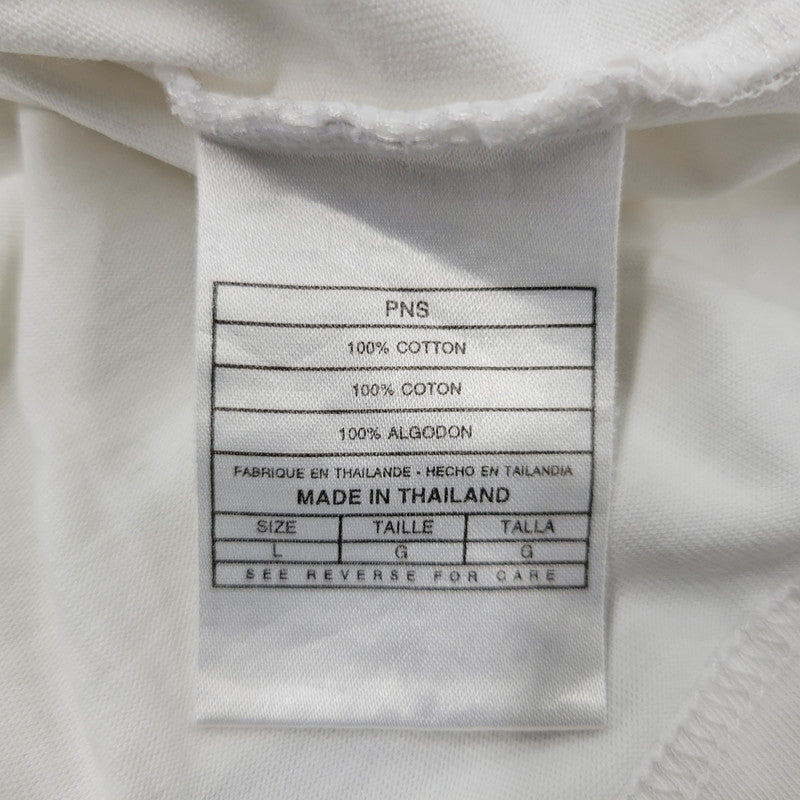 PNS
100% COTTON
100% COTON
100% ALGODON
FABRIQUE EN THAILANDE - HECHO EN TAILANDIA
MADE IN THAILAND
SIZE TAILLE TALLA
L G G
SEE REVERSE FOR CARE